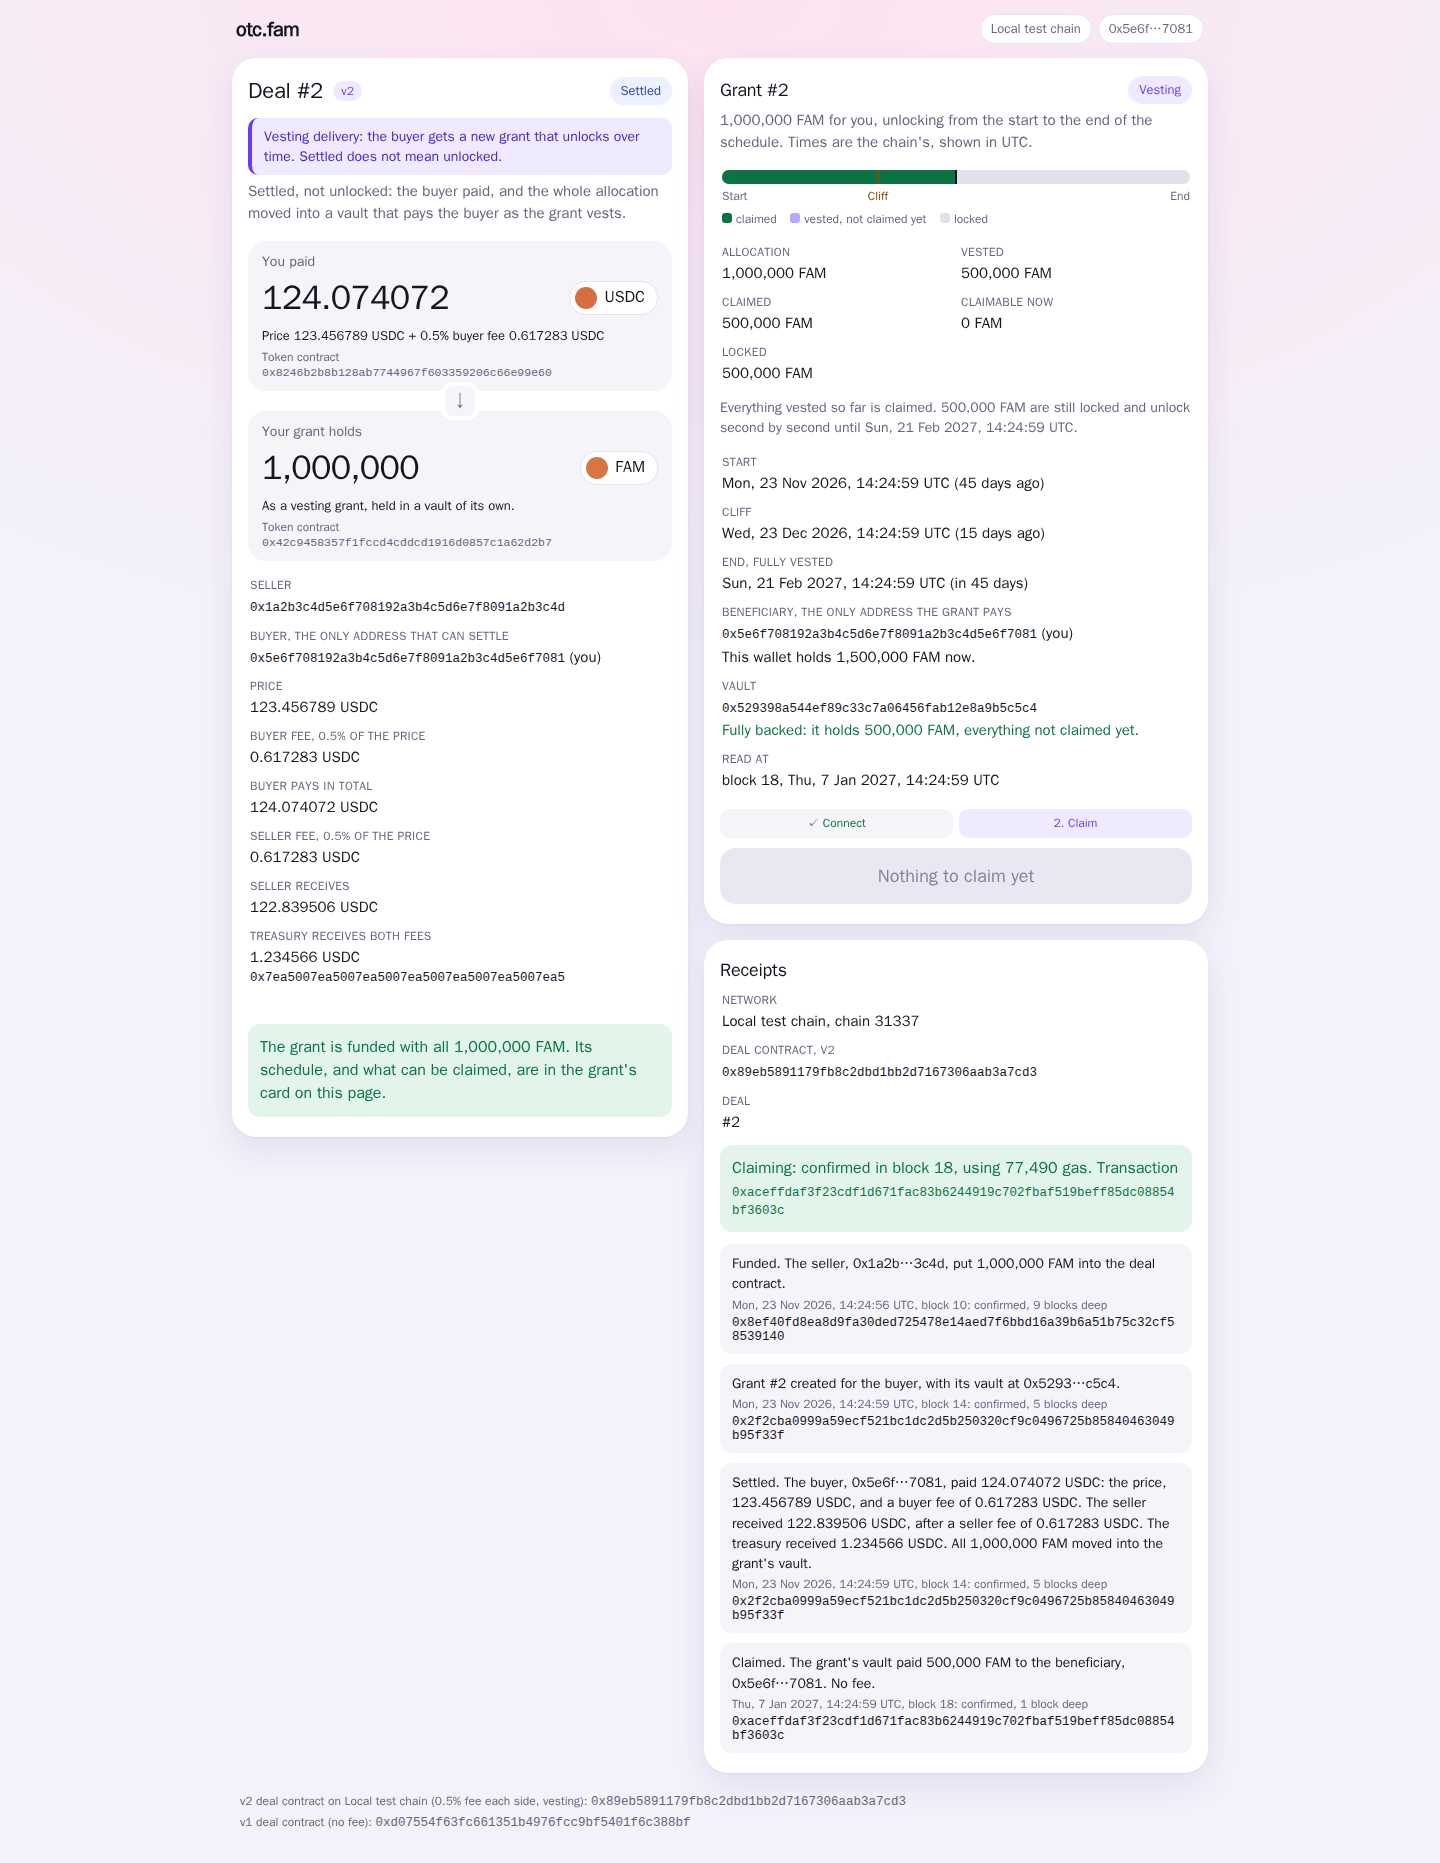 otc.fam
Local test chain
0x5e6f···7081
Deal #2
v2
Settled
Vesting delivery: the buyer gets a new grant that unlocks over
time. Settled does not mean unlocked.
Settled, not unlocked: the buyer paid, and the whole allocation
moved into a vault that pays the buyer as the grant vests.
You paid
124.074072
USDC
Price 123.456789 USDC + 0.5% buyer fee 0.617283 USDC
Token contract
0x8246b2b8b128ab7744967f603359206c66e99e60
↓
Your grant holds
1,000,000
FAM
As a vesting grant, held in a vault of its own.
Token contract
0x42c9458357f1fccd4cddcd1916d0857c1a62d2b7
SELLER
0x1a2b3c4d5e6f708192a3b4c5d6e7f8091a2b3c4d
BUYER, THE ONLY ADDRESS THAT CAN SETTLE
0x5e6f708192a3b4c5d6e7f8091a2b3c4d5e6f7081 (you)
PRICE
123.456789 USDC
BUYER FEE, 0.5% OF THE PRICE
0.617283 USDC
BUYER PAYS IN TOTAL
124.074072 USDC
SELLER FEE, 0.5% OF THE PRICE
0.617283 USDC
SELLER RECEIVES
122.839506 USDC
TREASURY RECEIVES BOTH FEES
1.234566 USDC
0x7ea5007ea5007ea5007ea5007ea5007ea5007ea5
The grant is funded with all 1,000,000 FAM. Its
schedule, and what can be claimed, are in the grant's
card on this page.
Grant #2
Vesting
1,000,000 FAM for you, unlocking from the start to the end of the
schedule. Times are the chain's, shown in UTC.
Start
Cliff
End
claimed
vested, not claimed yet
locked
ALLOCATION
1,000,000 FAM
VESTED
500,000 FAM
CLAIMED
500,000 FAM
CLAIMABLE NOW
0 FAM
LOCKED
500,000 FAM
Everything vested so far is claimed. 500,000 FAM are still locked and unlock
second by second until Sun, 21 Feb 2027, 14:24:59 UTC.
START
Mon, 23 Nov 2026, 14:24:59 UTC (45 days ago)
CLIFF
Wed, 23 Dec 2026, 14:24:59 UTC (15 days ago)
END, FULLY VESTED
Sun, 21 Feb 2027, 14:24:59 UTC (in 45 days)
BENEFICIARY, THE ONLY ADDRESS THE GRANT PAYS
0x5e6f708192a3b4c5d6e7f8091a2b3c4d5e6f7081 (you)
This wallet holds 1,500,000 FAM now.
VAULT
0x529398a544ef89c33c7a06456fab12e8a9b5c5c4
Fully backed: it holds 500,000 FAM, everything not claimed yet.
READ AT
block 18, Thu, 7 Jan 2027, 14:24:59 UTC
✓ Connect
2. Claim
Nothing to claim yet
Receipts
NETWORK
Local test chain, chain 31337
DEAL CONTRACT, V2
0x89eb5891179fb8c2dbd1bb2d7167306aab3a7cd3
DEAL
#2
Claiming: confirmed in block 18, using 77,490 gas. Transaction
0xaceffdaf3f23cdf1d671fac83b6244919c702fbaf519beff85dc08854
bf3603c
Funded. The seller, 0x1a2b···3c4d, put 1,000,000 FAM into the deal
contract.
Mon, 23 Nov 2026, 14:24:56 UTC, block 10: confirmed, 9 blocks deep
0x8ef40fd8ea8d9fa30ded725478e14aed7f6bbd16a39b6a51b75c32cf5
8539140
Grant #2 created for the buyer, with its vault at 0x5293···c5c4.
Mon, 23 Nov 2026, 14:24:59 UTC, block 14: confirmed, 5 blocks deep
0x2f2cba0999a59ecf521bc1dc2d5b250320cf9c0496725b85840463049
b95f33f
Settled. The buyer, 0x5e6f···7081, paid 124.074072 USDC: the price,
123.456789 USDC, and a buyer fee of 0.617283 USDC. The seller
received 122.839506 USDC, after a seller fee of 0.617283 USDC. The
treasury received 1.234566 USDC. All 1,000,000 FAM moved into the
grant's vault.
Mon, 23 Nov 2026, 14:24:59 UTC, block 14: confirmed, 5 blocks deep
0x2f2cba0999a59ecf521bc1dc2d5b250320cf9c0496725b85840463049
b95f33f
Claimed. The grant's vault paid 500,000 FAM to the beneficiary,
0x5e6f···7081. No fee.
Thu, 7 Jan 2027, 14:24:59 UTC, block 18: confirmed, 1 block deep
0xaceffdaf3f23cdf1d671fac83b6244919c702fbaf519beff85dc08854
bf3603c
v2 deal contract on Local test chain (0.5% fee each side, vesting): 0x89eb5891179fb8c2dbd1bb2d7167306aab3a7cd3
v1 deal contract (no fee): 0xd07554f63fc661351b4976fcc9bf5401f6c388bf